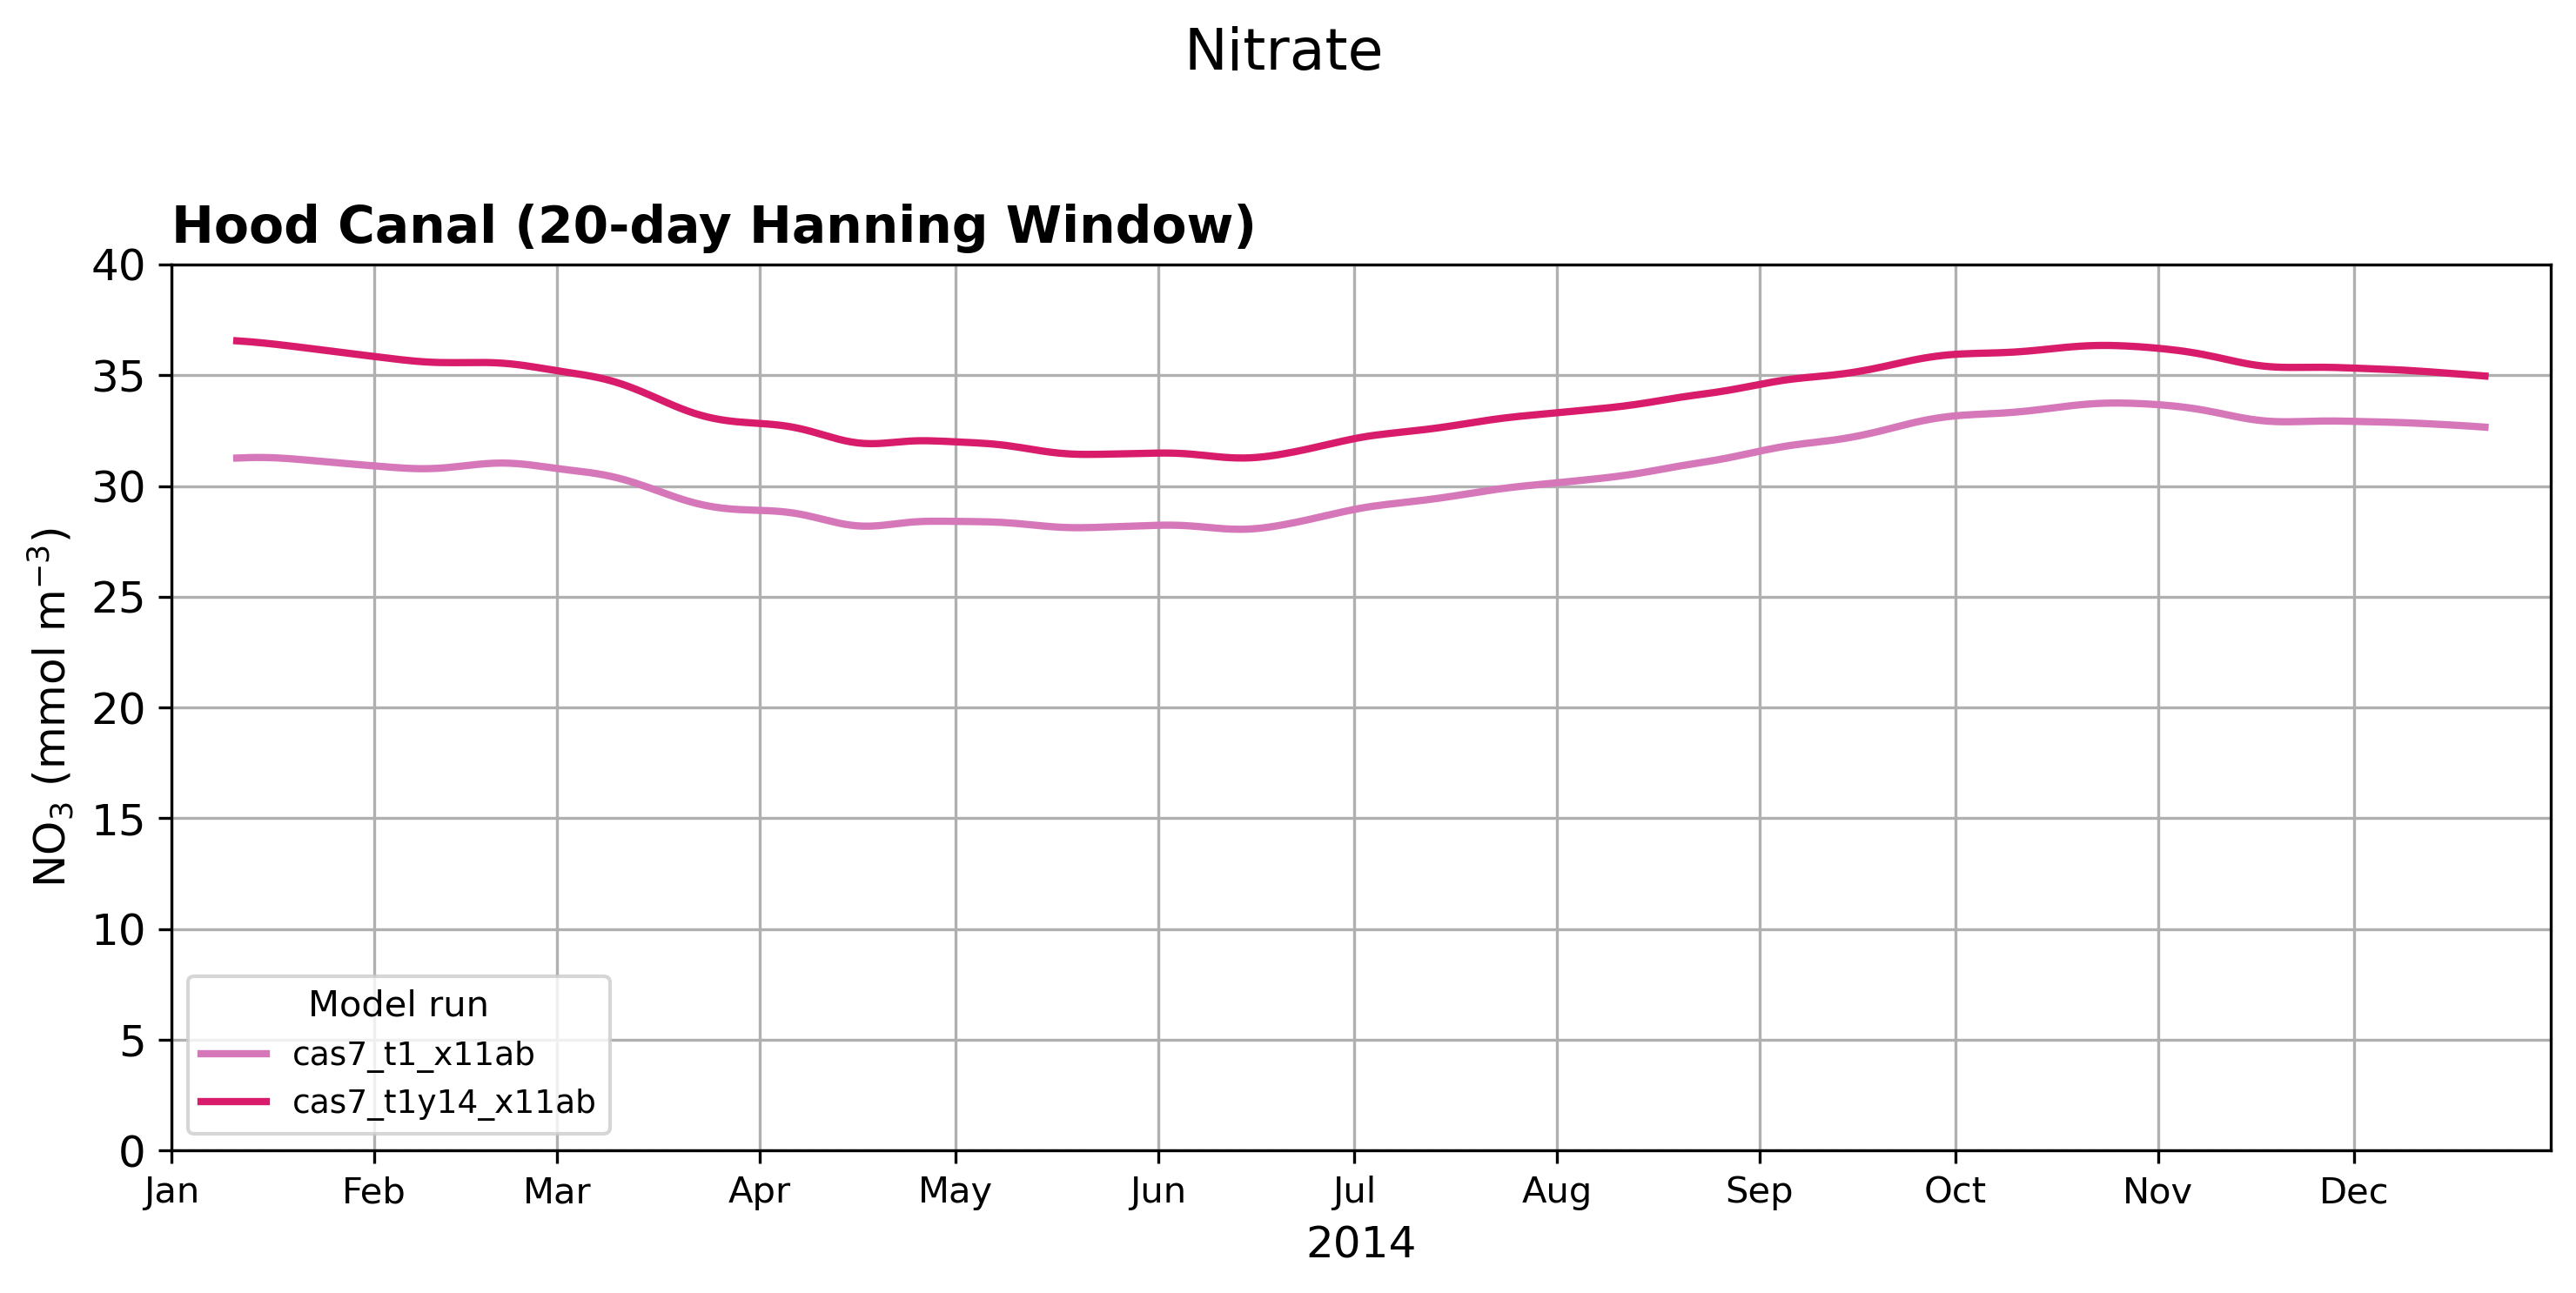 Nitrate
Hood Canal (20-day Hanning Window)
NO₃ (mmol m⁻³)
40
35
30
25
20
15
10
5
0
Model run
cas7_t1_x11ab
cas7_t1y14_x11ab
Jan Feb Mar Apr May Jun Jul Aug Sep Oct Nov Dec
2014